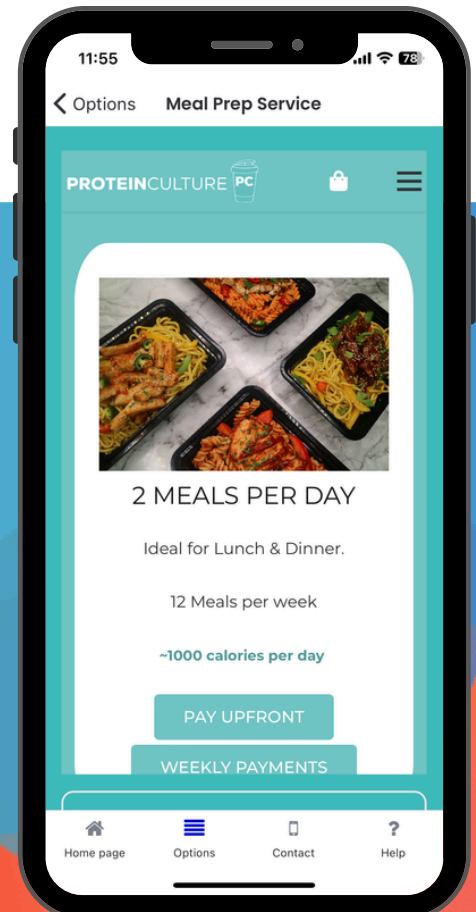 11:55
78
Options Meal Prep Service
PROTEINCULTURE PC
2 MEALS PER DAY
Ideal for Lunch & Dinner.
12 Meals per week
~1000 calories per day
PAY UPFRONT
WEEKLY PAYMENTS
Home page Options Contact ? Help